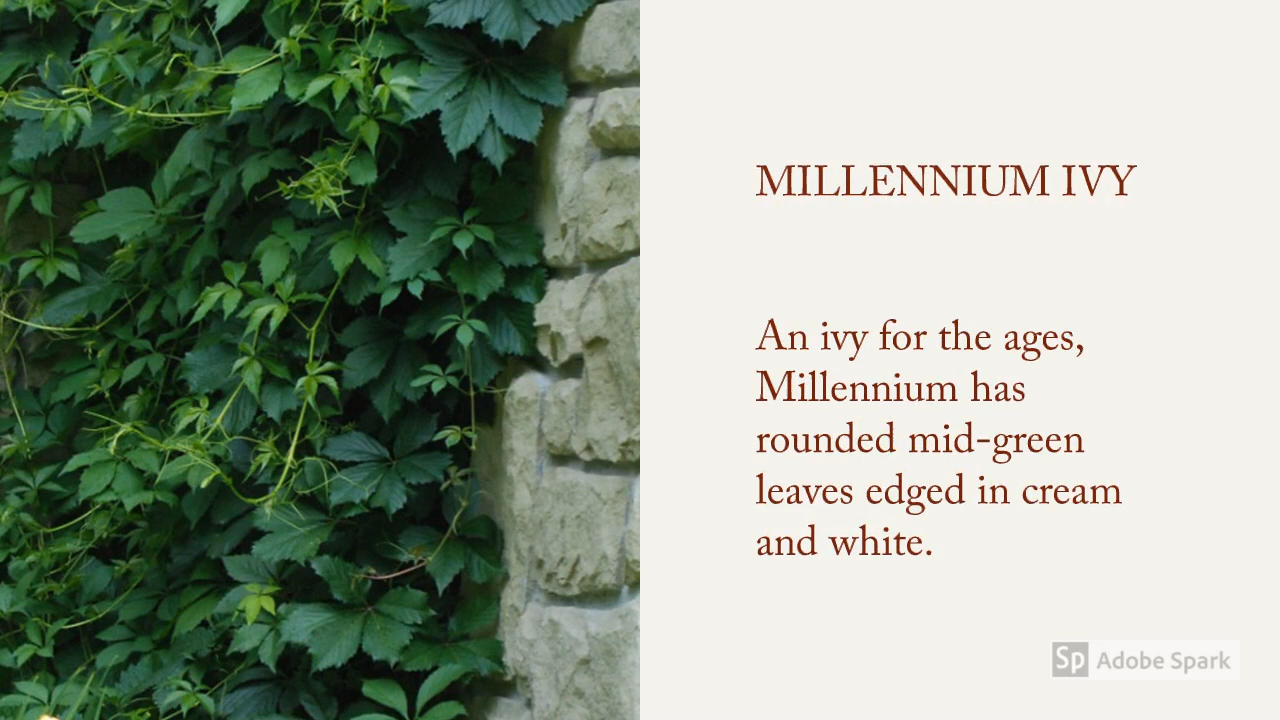 MILLENNIUM IVY
An ivy for the ages,
Millennium has
rounded mid-green
leaves edged in cream
and white.
Sp Adobe Spark